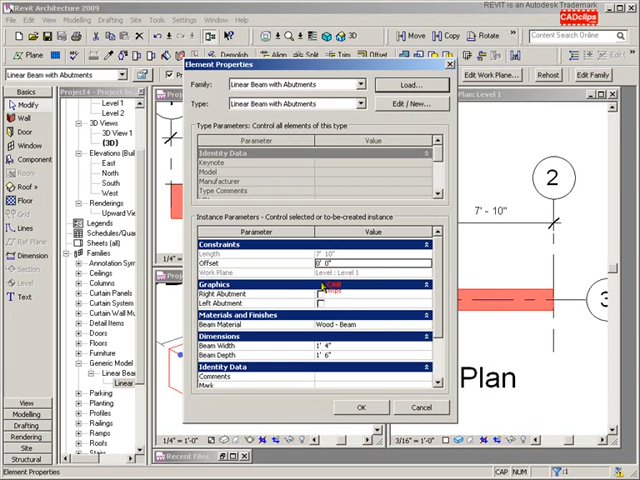 Revit Architecture 2009
REVIT is an Autodesk Trademark
CADclips
File Edit View Modelling Drafting Site Tools Settings Window Help
Move Copy Rotate
Content Search Online
Plane Align Split Trim Offset
Linear Beam with Abutments
Edit Work Plane... Rehost Edit Family
Basics
Modify
Wall
Door
Window
Component
Room
Roof »
Floor
Lines
Ref Plane
Dimension
Section
Level
Text
View
Modelling
Drafting
Rendering
Site
Structural
Project4 -
Level 1
Level 2
3D Views
3D View 1
{3D}
Elevations (Buil
East
North
South
West
Renderings
Upward View
Legends
Schedules/Qua
Sheets (all)
Families
Annotation Sym
Ceilings
Curtain Panels
Curtain Systems
Curtain Wall Mu
Detail Items
Doors
Floors
Furniture
Generic Model
Linear Bea
Linear
Parking
Planting
Profiles
Ramps
Roofs
Site
Element Properties
Family:
Linear Beam with Abutments
Load...
Type:
Linear Beam with Abutments
Edit / New...
Type Parameters: Control all elements of this type
Parameter Value
Identity Data
Keynote
Model
Manufacturer
Type Comments
Instance Parameters - Control selected or to-be-created instance
Parameter Value
Constraints
Length 7' 10"
Offset 0' 0"
Work Plane Level : Level 1
Graphics
Right Abutment
Left Abutment
Materials and Finishes
Beam Material Wood - Beam
Dimensions
Beam Width 1' 4"
Beam Depth 1' 6"
Identity Data
Comments
Mark
OK Cancel
Plan: Level 1
2
7' - 10"
3
Plan
1/4" = 1'-0"
3/16" = 1'-0"
Recent Files
Element Properties
CAP NUM
:1